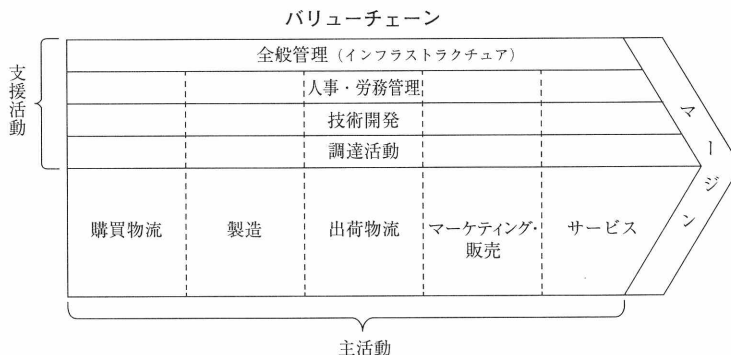 バリューチェーン
支援活動
全般管理(インフラストラクチュア)
人事・労務管理
技術開発
調達活動
マージン
購買物流
製造
出荷物流
マーケティング・
販売
サービス
主活動